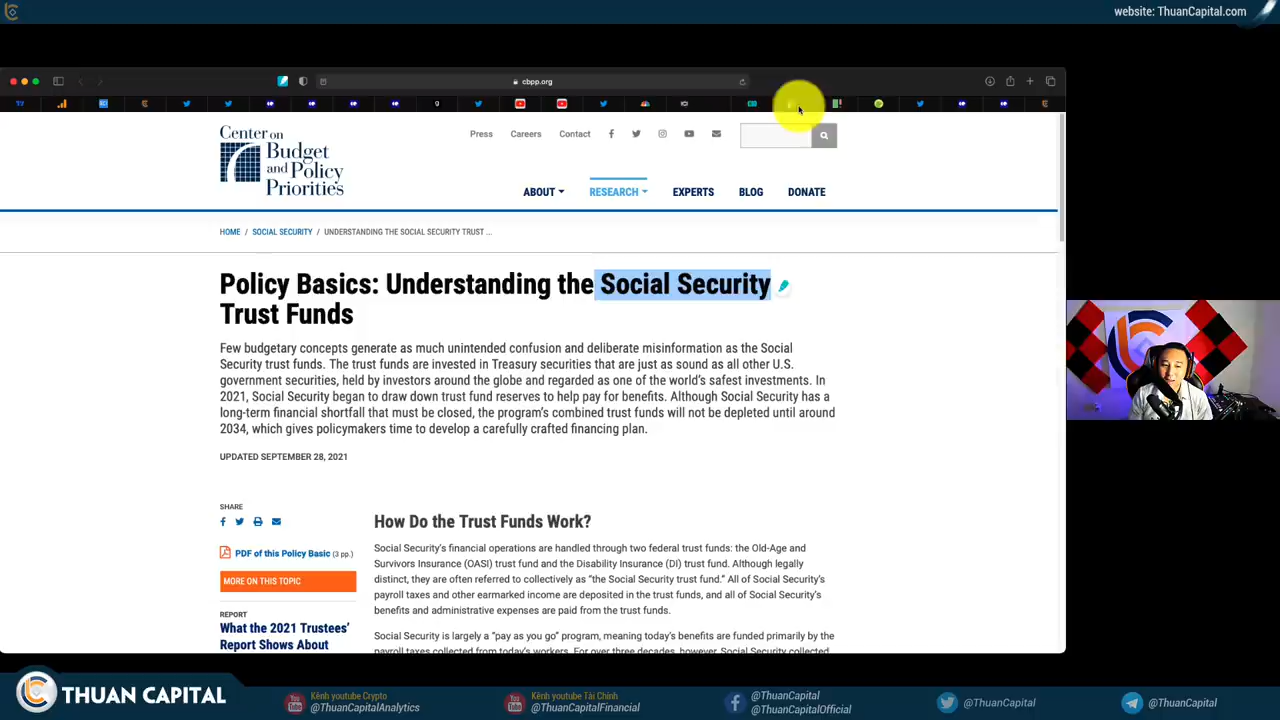 website: ThuanCapital.com
cbpp.org
Center on
Budget
and Policy
Priorities
Press
Careers
Contact
ABOUT
RESEARCH
EXPERTS
BLOG
DONATE
HOME / SOCIAL SECURITY / UNDERSTANDING THE SOCIAL SECURITY TRUST ...
Policy Basics: Understanding the Social Security
Trust Funds
Few budgetary concepts generate as much unintended confusion and deliberate misinformation as the Social
Security trust funds. The trust funds are invested in Treasury securities that are just as sound as all other U.S.
government securities, held by investors around the globe and regarded as one of the world's safest investments. In
2021, Social Security began to draw down trust fund reserves to help pay for benefits. Although Social Security has a
long-term financial shortfall that must be closed, the program's combined trust funds will not be depleted until around
2034, which gives policymakers time to develop a carefully crafted financing plan.
UPDATED SEPTEMBER 28, 2021
SHARE
PDF of this Policy Basic (3 pp.)
MORE ON THIS TOPIC
REPORT
What the 2021 Trustees'
Report Shows About
How Do the Trust Funds Work?
Social Security's financial operations are handled through two federal trust funds: the Old-Age and
Survivors Insurance (OASI) trust fund and the Disability Insurance (DI) trust fund. Although legally
distinct, they are often referred to collectively as "the Social Security trust fund." All of Social Security's
payroll taxes and other earmarked income are deposited in the trust funds, and all of Social Security's
benefits and administrative expenses are paid from the trust funds.
Social Security is largely a "pay as you go" program, meaning today's benefits are funded primarily by the
payroll taxes collected from today's workers. For over three decades, however, Social Security collected
THUAN CAPITAL
Kênh youtube Crypto
@ThuanCapitalAnalytics
Kênh youtube Tài Chính
@ThuanCapitalFinancial
@ThuanCapital
@ThuanCapitalOfficial
@ThuanCapital
@ThuanCapital